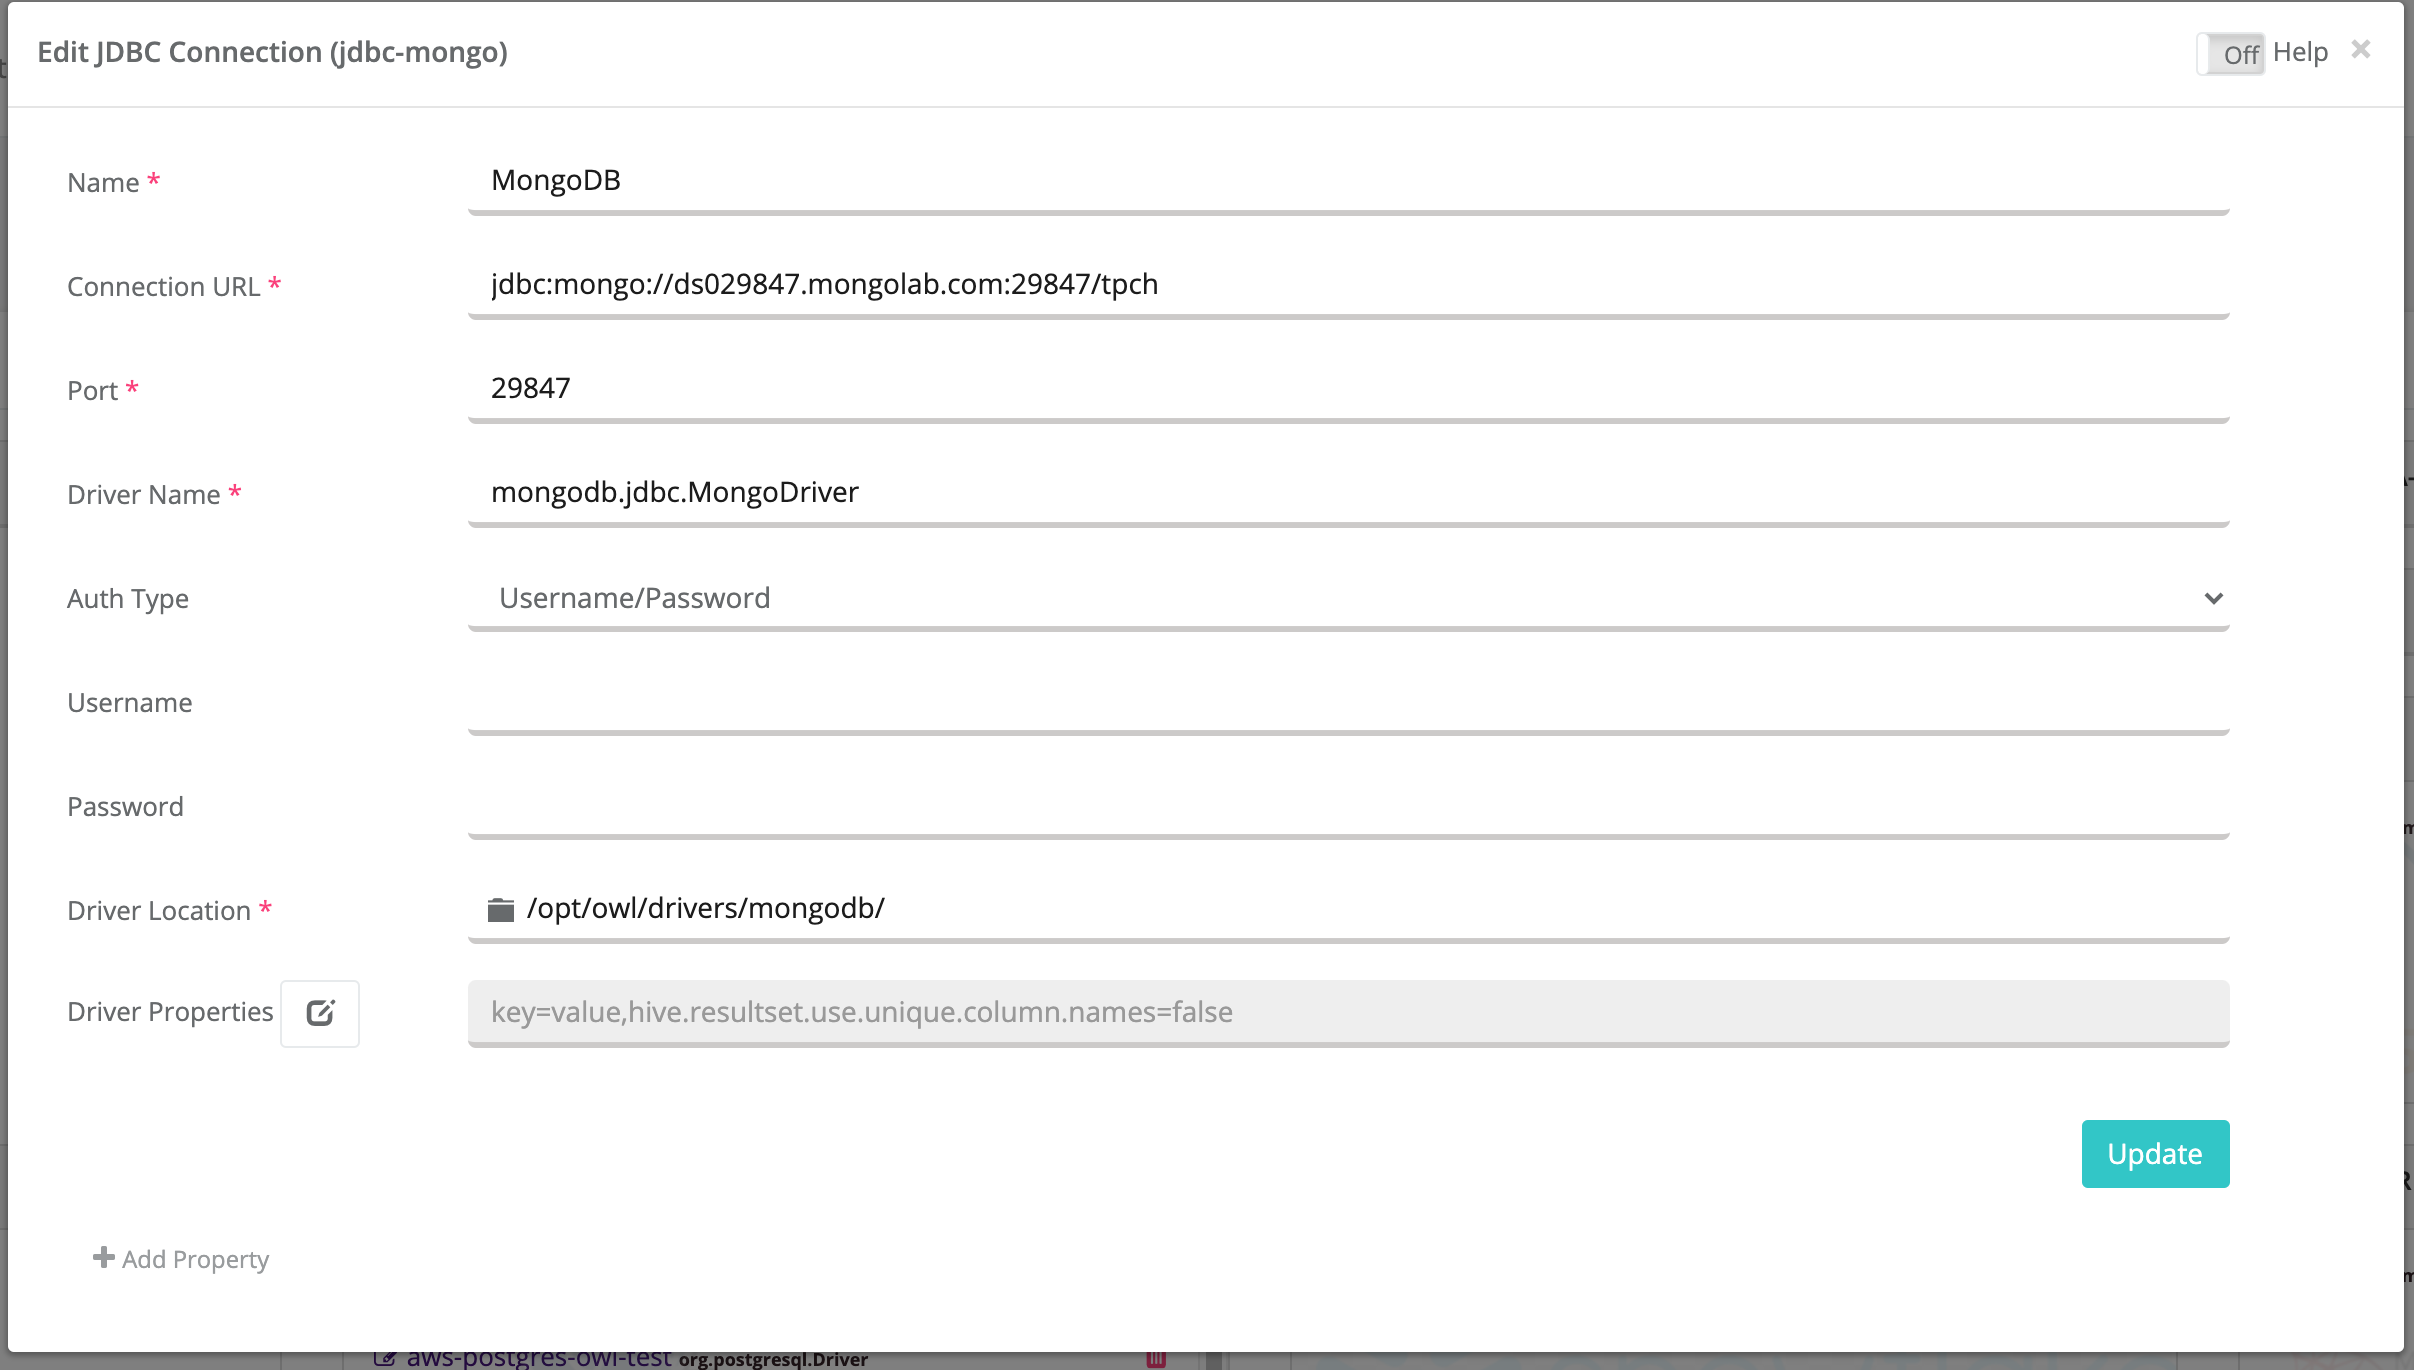 Edit JDBC Connection (jdbc-mongo)
Off Help ×
Name * MongoDB
Connection URL * jdbc:mongo://ds029847.mongolab.com:29847/tpch
Port * 29847
Driver Name * mongodb.jdbc.MongoDriver
Auth Type Username/Password
Username
Password
Driver Location * /opt/owl/drivers/mongodb/
Driver Properties key=value,hive.resultset.use.unique.column.names=false
Update
Add Property
aws-postgres-owl-test org.postgresql.Driver